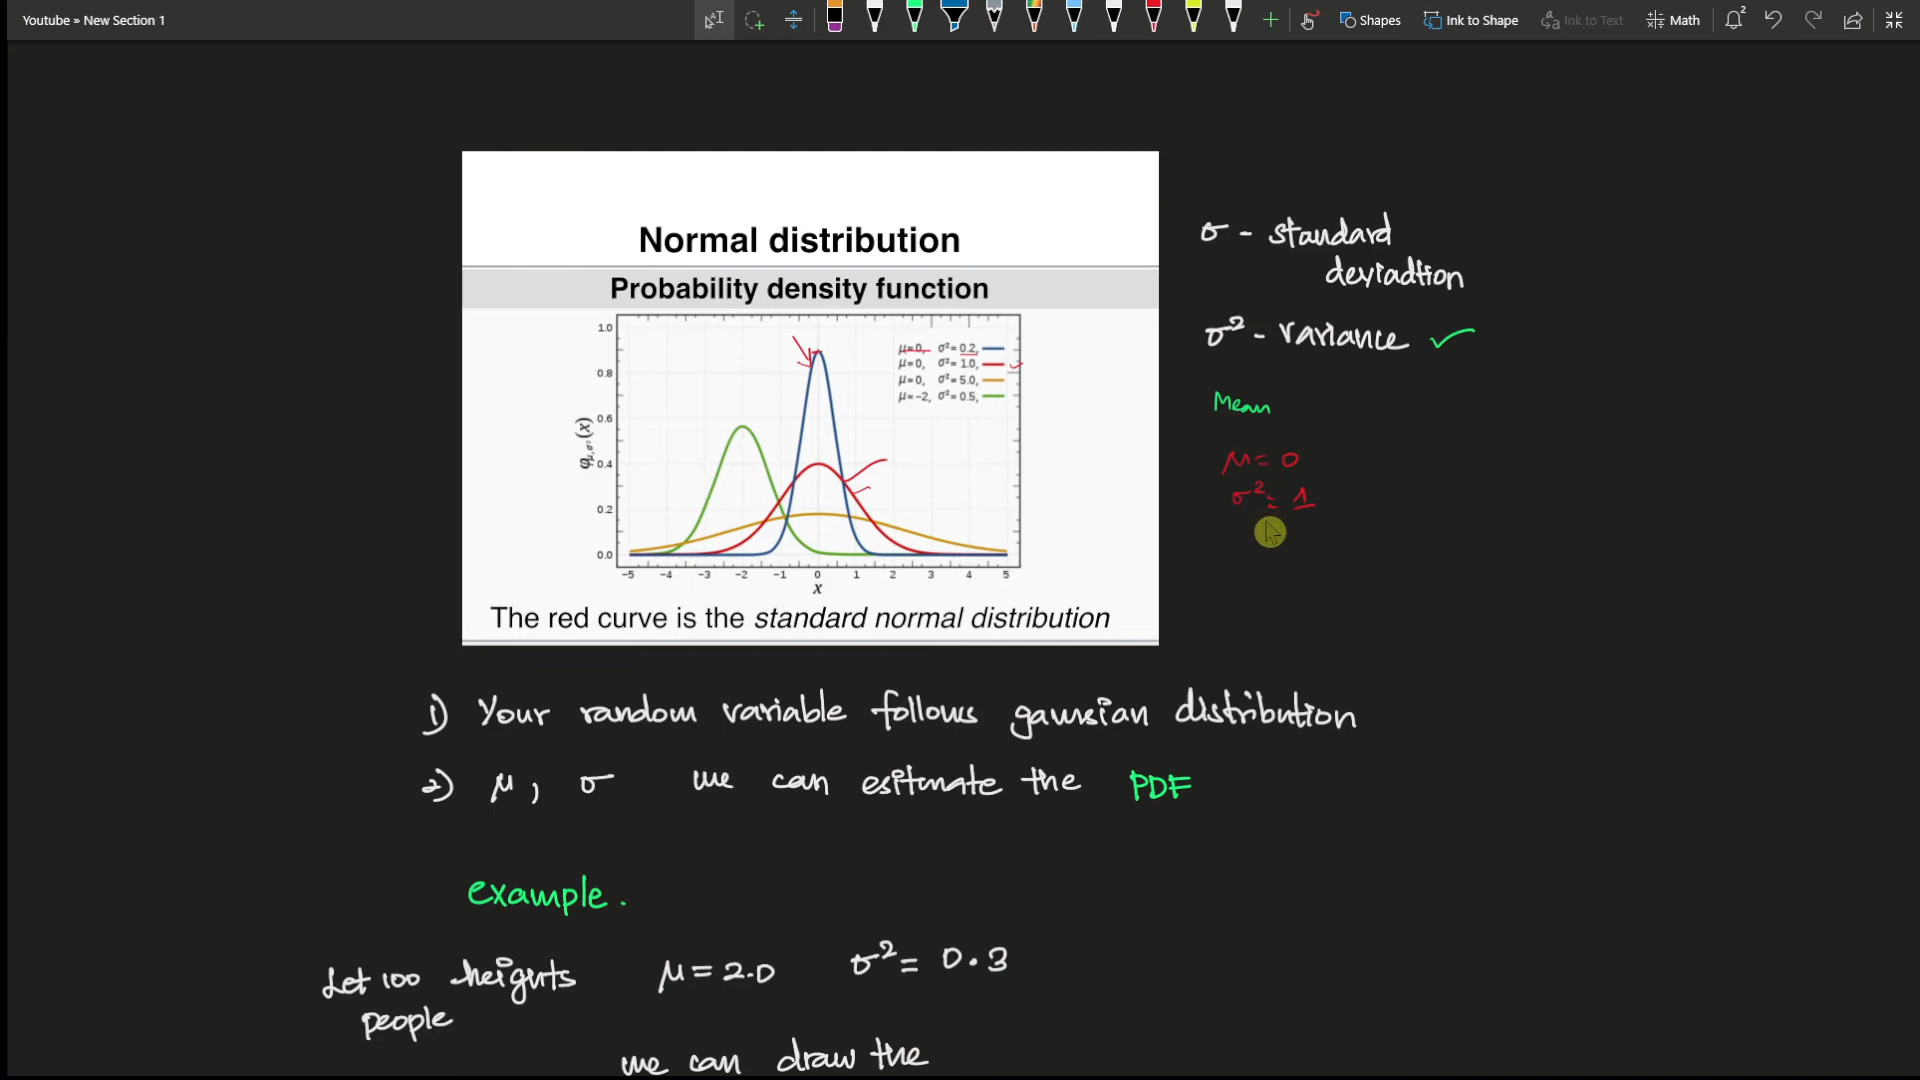 Youtube » New Section 1
Shapes
Ink to Shape
Ink to Text
Math
2
Normal distribution
Probability density function
μ=0, σ²= 0.2,
μ=0, σ²= 1.0,
μ=0, σ²= 5.0,
μ=−2, σ²= 0.5,
1.0
0.8
0.6
0.4
0.2
0.0
φμ,σ²(x)
−5 −4 −3 −2 −1 0 1 2 3 4 5
x
The red curve is the standard normal distribution
σ - standard
deviadtion
σ² - variance ✓
Mean
μ = 0
σ² = 1
1) Your random variable follows gaussian distribution
2) μ, σ we can esitmate the PDF
example.
Let 100 heights μ = 2.0 σ² = 0.3
people
we can draw the